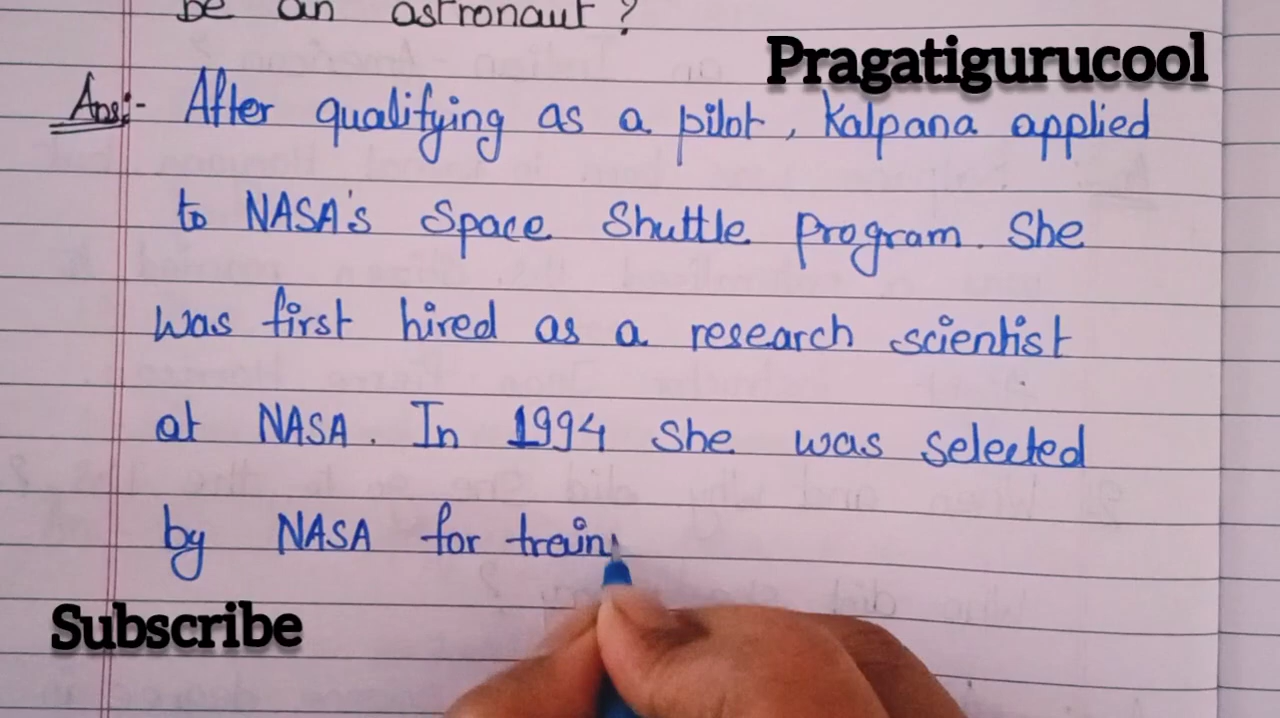 be an astronaut?
Pragatigurucool
Ans:- After qualifying as a pilot, Kalpana applied
to NASA's Space Shuttle program. She
was first hired as a research scientist
at NASA. In 1994 she was selected
by NASA for train
Subscribe